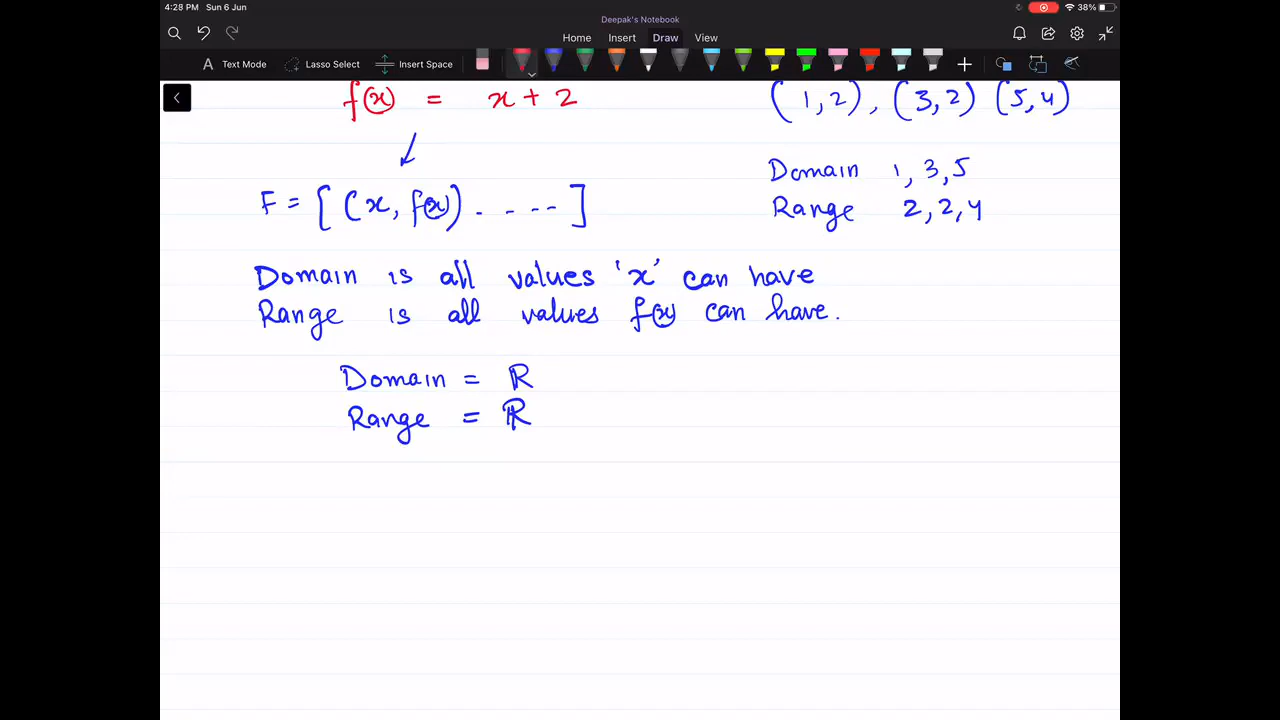 4:28 PM Sun 6 Jun
38%
Deepak's Notebook
Home Insert Draw View
Text Mode Lasso Select Insert Space
f(x) = x + 2
(1, 2), (3, 2) (5, 4)
F = [(x, f(x)) . . . . . ]
Domain 1, 3, 5
Range 2, 2, 4
Domain is all values 'x' can have
Range is all values f(x) can have.
Domain = ℝ
Range = ℝ